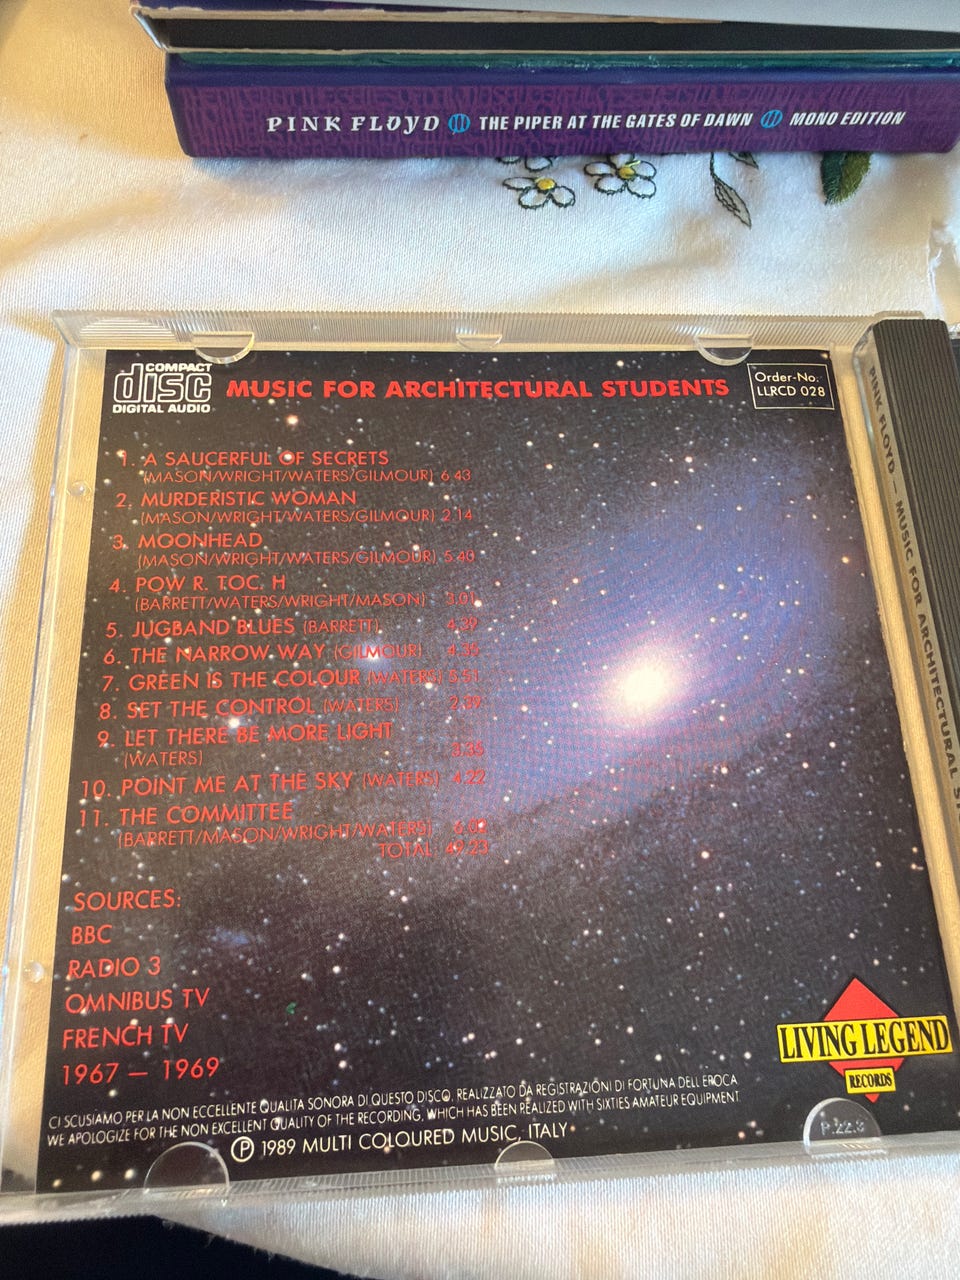 PINK FLOYD THE PIPER AT THE GATES OF DAWN MONO EDITION
COMPACT
disc
DIGITAL AUDIO
MUSIC FOR ARCHITECTURAL STUDENTS
Order-No.
LLRCD 028
1. A SAUCERFUL OF SECRETS
(MASON/WRIGHT/WATERS/GILMOUR) 6.43
2. MURDERISTIC WOMAN
(MASON/WRIGHT/WATERS/GILMOUR) 2.14
3. MOONHEAD
(MASON/WRIGHT/WATERS/GILMOUR) 5.40
4. POW R. TOC. H
(BARRETT/WATERS/WRIGHT/MASON) 3.01
5. JUGBAND BLUES (BARRETT) 4.39
6. THE NARROW WAY (GILMOUR) 4.35
7. GREEN IS THE COLOUR (WATERS) 5.51
8. SET THE CONTROL (WATERS) 2.39
9. LET THERE BE MORE LIGHT
(WATERS) 3.35
10. POINT ME AT THE SKY (WATERS) 4.22
11. THE COMMITTEE
(BARRETT/MASON/WRIGHT/WATERS) 6.02
TOTAL 49.23
SOURCES:
BBC
RADIO 3
OMNIBUS TV
FRENCH TV
1967 — 1969
LIVING LEGEND
RECORDS
CI SCUSIAMO PER LA NON ECCELLENTE QUALITA SONORA DI QUESTO DISCO, REALIZZATO DA REGISTRAZIONI DI FORTUNA DELL EPOCA
WE APOLOGIZE FOR THE NON EXCELLENT QUALITY OF THE RECORDING, WHICH HAS BEEN REALIZED WITH SIXTIES AMATEUR EQUIPMENT
Ⓟ 1989 MULTI COLOURED MUSIC, ITALY
P.22.8
PINK FLOYD — MUSIC FOR ARCHITECTURAL